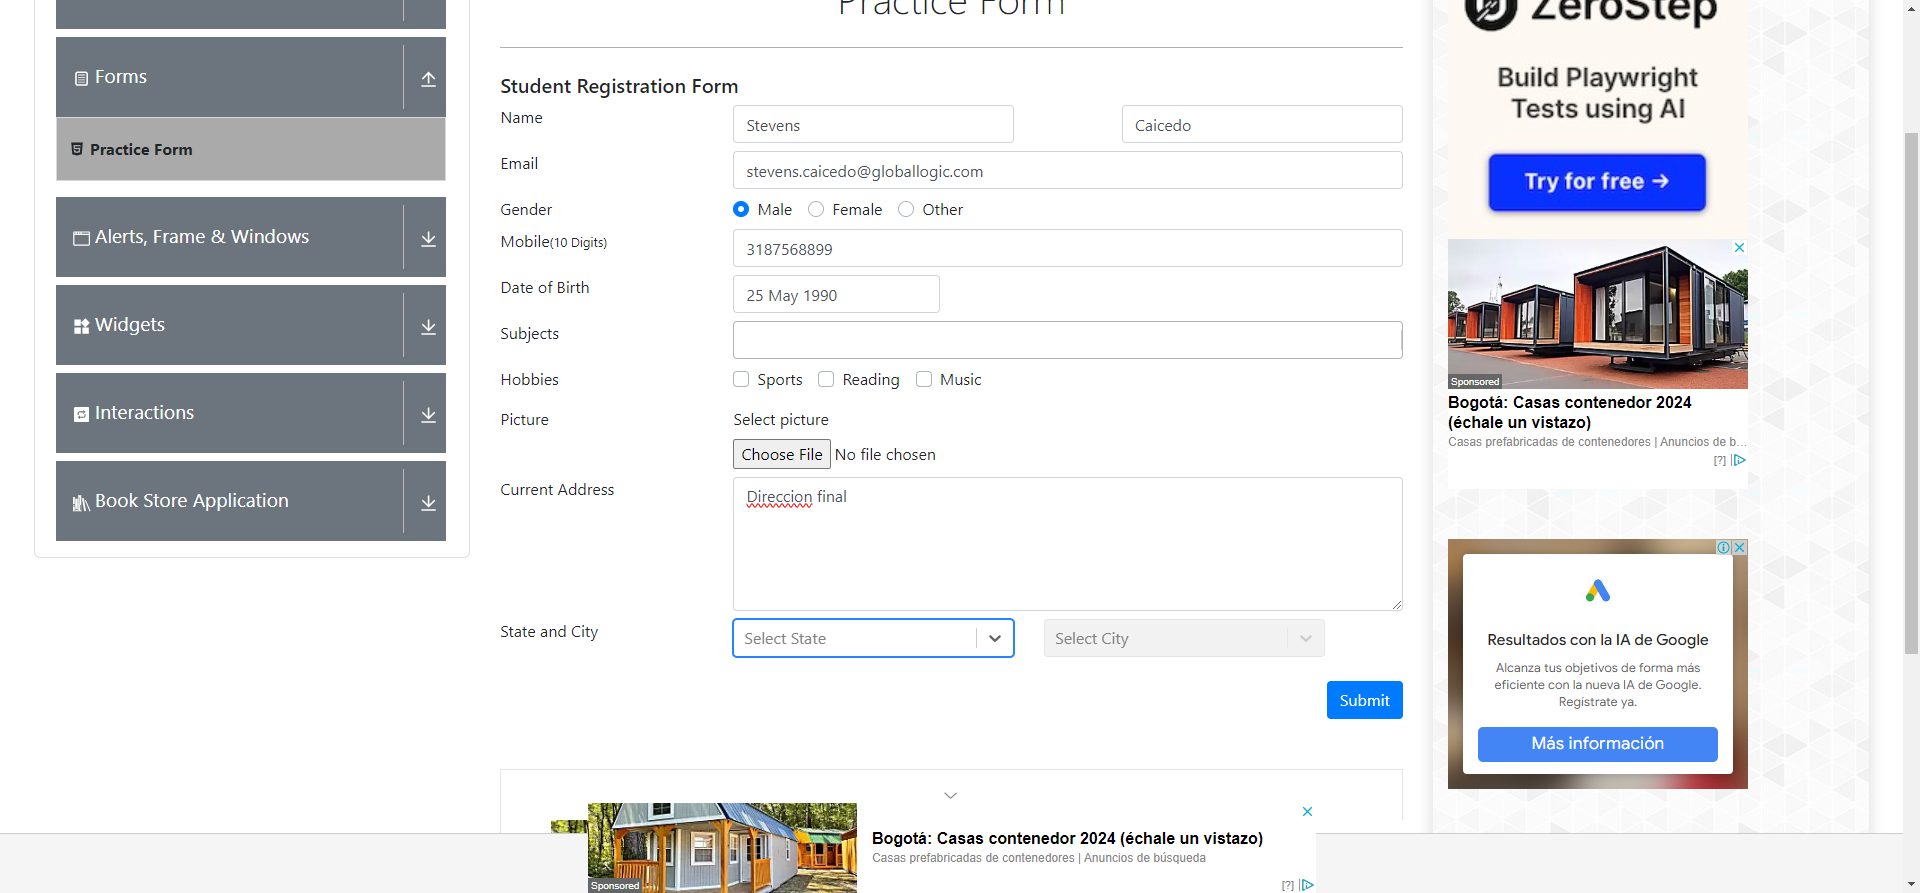 Practice Form
Forms
Practice Form
Alerts, Frame & Windows
Widgets
Interactions
Book Store Application
Student Registration Form
Name
Stevens
Caicedo
Email
stevens.caicedo@globallogic.com
Gender
Male
Female
Other
Mobile(10 Digits)
3187568899
Date of Birth
25 May 1990
Subjects
Hobbies
Sports
Reading
Music
Picture
Select picture
Choose File No file chosen
Current Address
Direccion final
State and City
Select State
Select City
Submit
ZeroStep
Build Playwright
Tests using AI
Try for free →
Sponsored
Bogotá: Casas contenedor 2024
(échale un vistazo)
Casas prefabricadas de contenedores | Anuncios de b...
[?]
Resultados con la IA de Google
Alcanza tus objetivos de forma más
eficiente con la nueva IA de Google.
Regístrate ya.
Más información
Sponsored
Bogotá: Casas contenedor 2024 (échale un vistazo)
Casas prefabricadas de contenedores | Anuncios de búsqueda
[?]